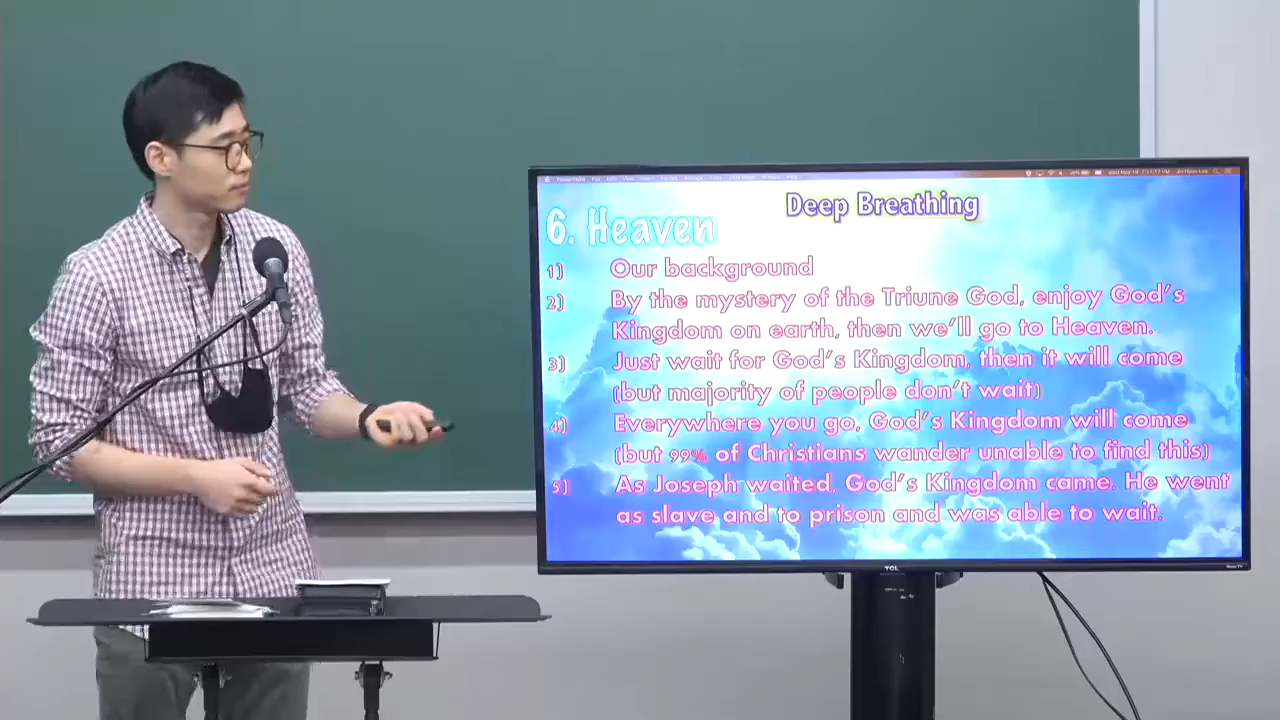 Deep Breathing
6. Heaven
1) Our background
2) By the mystery of the Triune God, enjoy God's
Kingdom on earth, then we'll go to Heaven.
3) Just wait for God's Kingdom, then it will come
(but majority of people don't wait)
4) Everywhere you go, God's Kingdom will come
(but 99% of Christians wander unable to find this)
5) As Joseph waited, God's Kingdom came. He went
as slave and to prison and was able to wait.
TCL
Roku TV